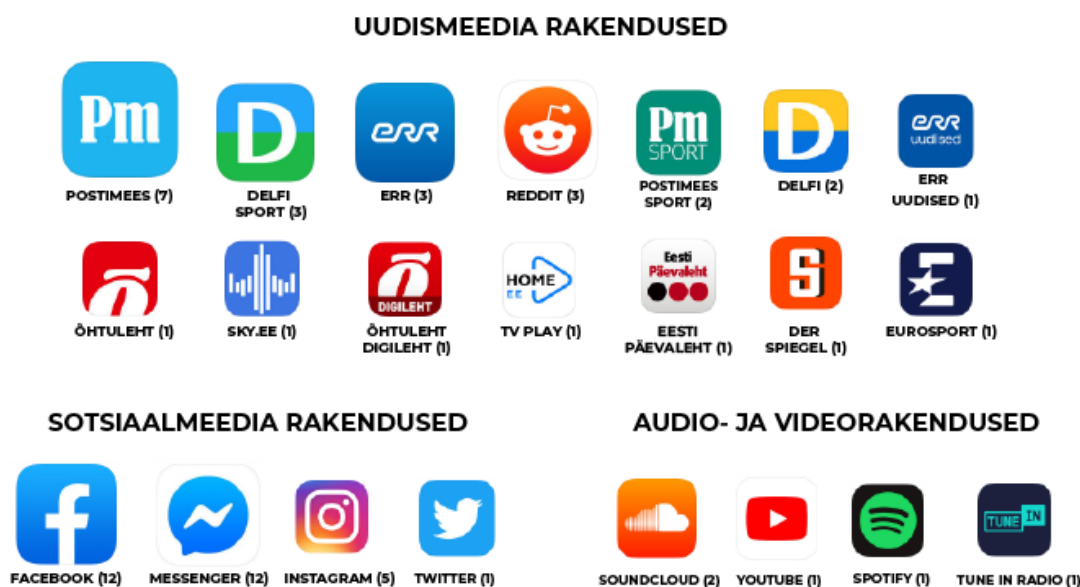 UUDISMEEDIA RAKENDUSED
Pm
D
err
Pm
SPORT
D
err
uudised
POSTIMEES (7)
DELFI
SPORT (3)
ERR (3)
REDDIT (3)
POSTIMEES
SPORT (2)
DELFI (2)
ERR
UUDISED (1)
Õ
Õ
DIGILEHT
HOME
EE
Eesti
Päevaleht
S
E
ÕHTULEHT (1)
SKY.EE (1)
ÕHTULEHT
DIGILEHT (1)
TV PLAY (1)
EESTI
PÄEVALEHT (1)
DER
SPIEGEL (1)
EUROSPORT (1)
SOTSIAALMEEDIA RAKENDUSED
AUDIO- JA VIDEORAKENDUSED
f
TUNE IN
FACEBOOK (12)
MESSENGER (12)
INSTAGRAM (5)
TWITTER (1)
SOUNDCLOUD (2)
YOUTUBE (1)
SPOTIFY (1)
TUNE IN RADIO (1)